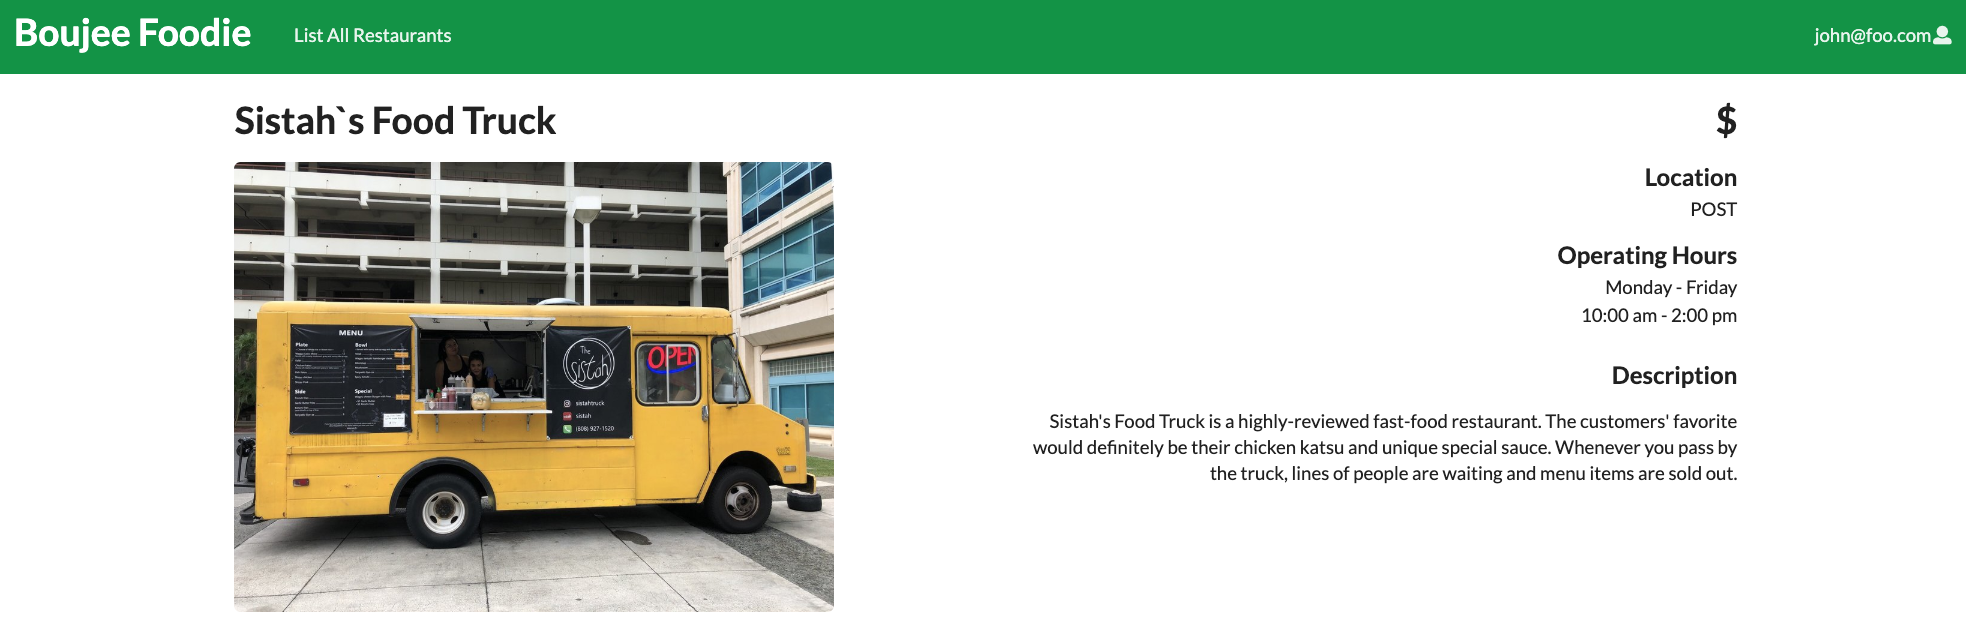 Boujee Foodie
List All Restaurants
john@foo.com
Sistah`s Food Truck
$
MENU
Plate
Bowl
Side
Special
The
sistah
sistahtruck
sistah
(808) 927-1520
OPEN
Location
POST
Operating Hours
Monday - Friday
10:00 am - 2:00 pm
Description
Sistah's Food Truck is a highly-reviewed fast-food restaurant. The customers' favorite
would definitely be their chicken katsu and unique special sauce. Whenever you pass by
the truck, lines of people are waiting and menu items are sold out.